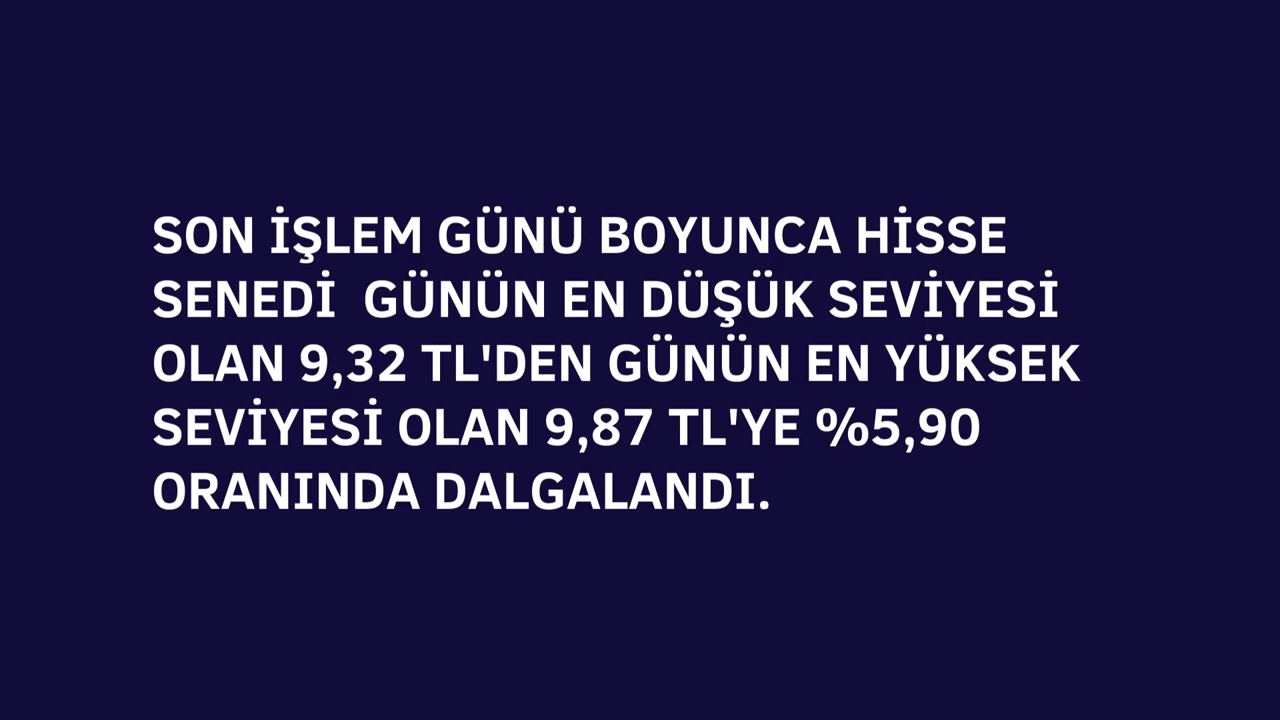 SON İŞLEM GÜNÜ BOYUNCA HİSSE
SENEDİ  GÜNÜN EN DÜŞÜK SEVİYESİ
OLAN 9,32 TL'DEN GÜNÜN EN YÜKSEK
SEVİYESİ OLAN 9,87 TL'YE %5,90
ORANINDA DALGALANDI.